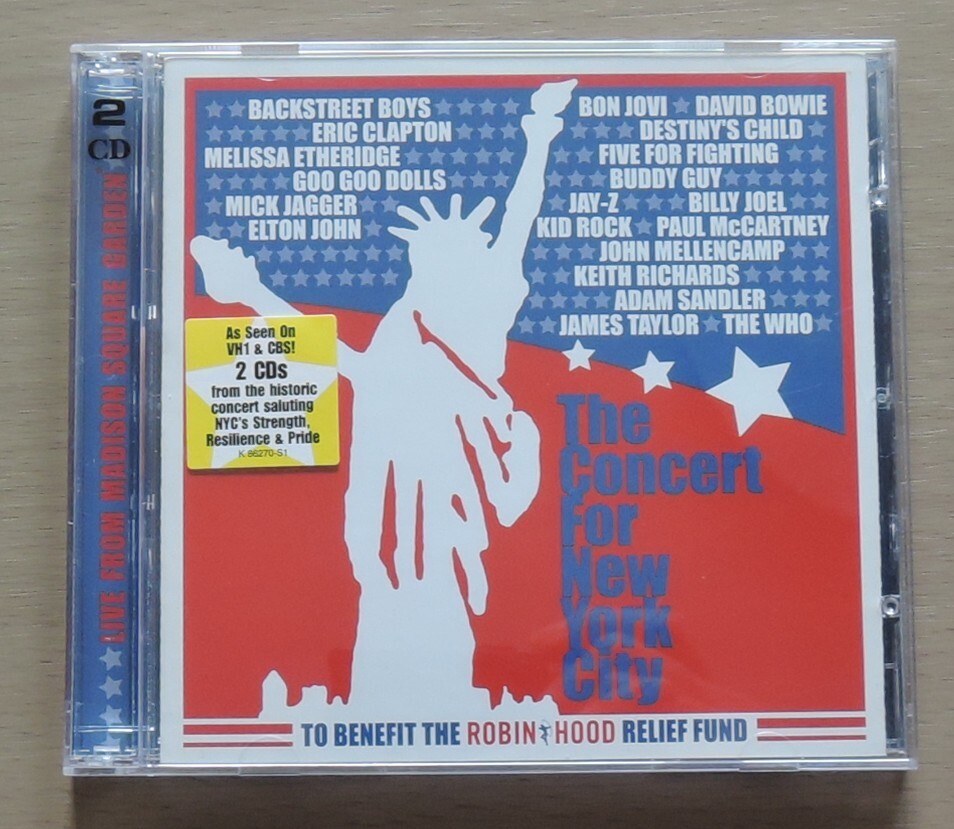 2
CD
LIVE FROM MADISON SQUARE GARDEN
BACKSTREET BOYS
ERIC CLAPTON
MELISSA ETHERIDGE
GOO GOO DOLLS
MICK JAGGER
ELTON JOHN
BON JOVI ★ DAVID BOWIE
DESTINY'S CHILD
FIVE FOR FIGHTING
BUDDY GUY
JAY-Z ★★★ BILLY JOEL
KID ROCK ★ PAUL McCARTNEY
JOHN MELLENCAMP
KEITH RICHARDS
ADAM SANDLER
JAMES TAYLOR ★ THE WHO
As Seen On
VH1 & CBS!
2 CDs
from the historic
concert saluting
NYC's Strength,
Resilience & Pride
K 86270-S1
The
Concert
For
New
York
City
TO BENEFIT THE ROBIN HOOD RELIEF FUND